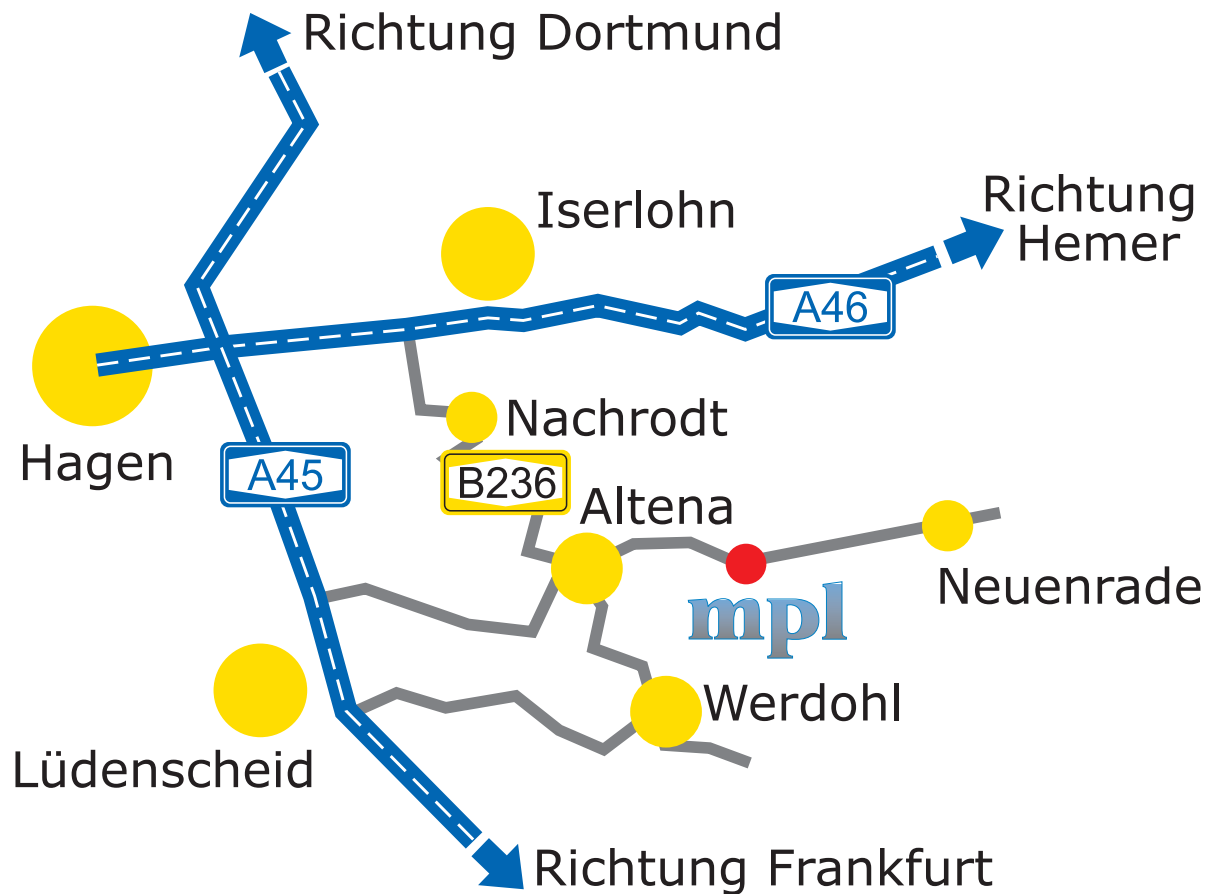 Richtung Dortmund
Iserlohn
Richtung
Hemer
A46
Nachrodt
Hagen
A45
B236
Altena
Neuenrade
mpl
Werdohl
Lüdenscheid
Richtung Frankfurt